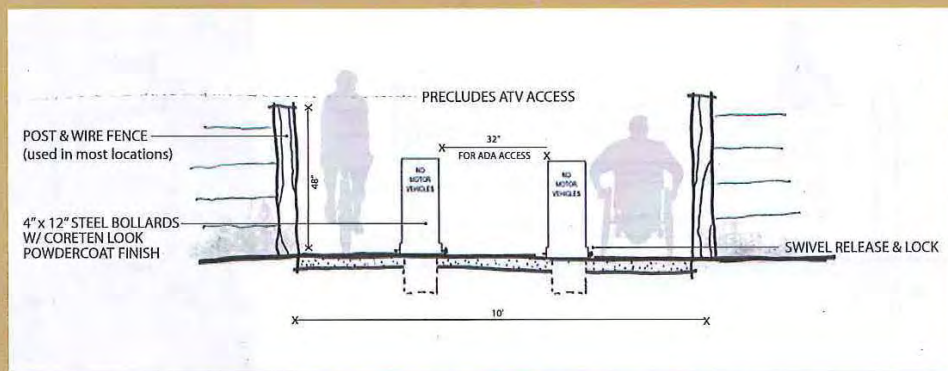 PRECLUDES ATV ACCESS
POST & WIRE FENCE
(used in most locations)
48"
32"
FOR ADA ACCESS
NO
MOTOR
VEHICLES
NO
MOTOR
VEHICLES
4" x 12" STEEL BOLLARDS
W/ CORETEN LOOK
POWDERCOAT FINISH
SWIVEL RELEASE & LOCK
10'